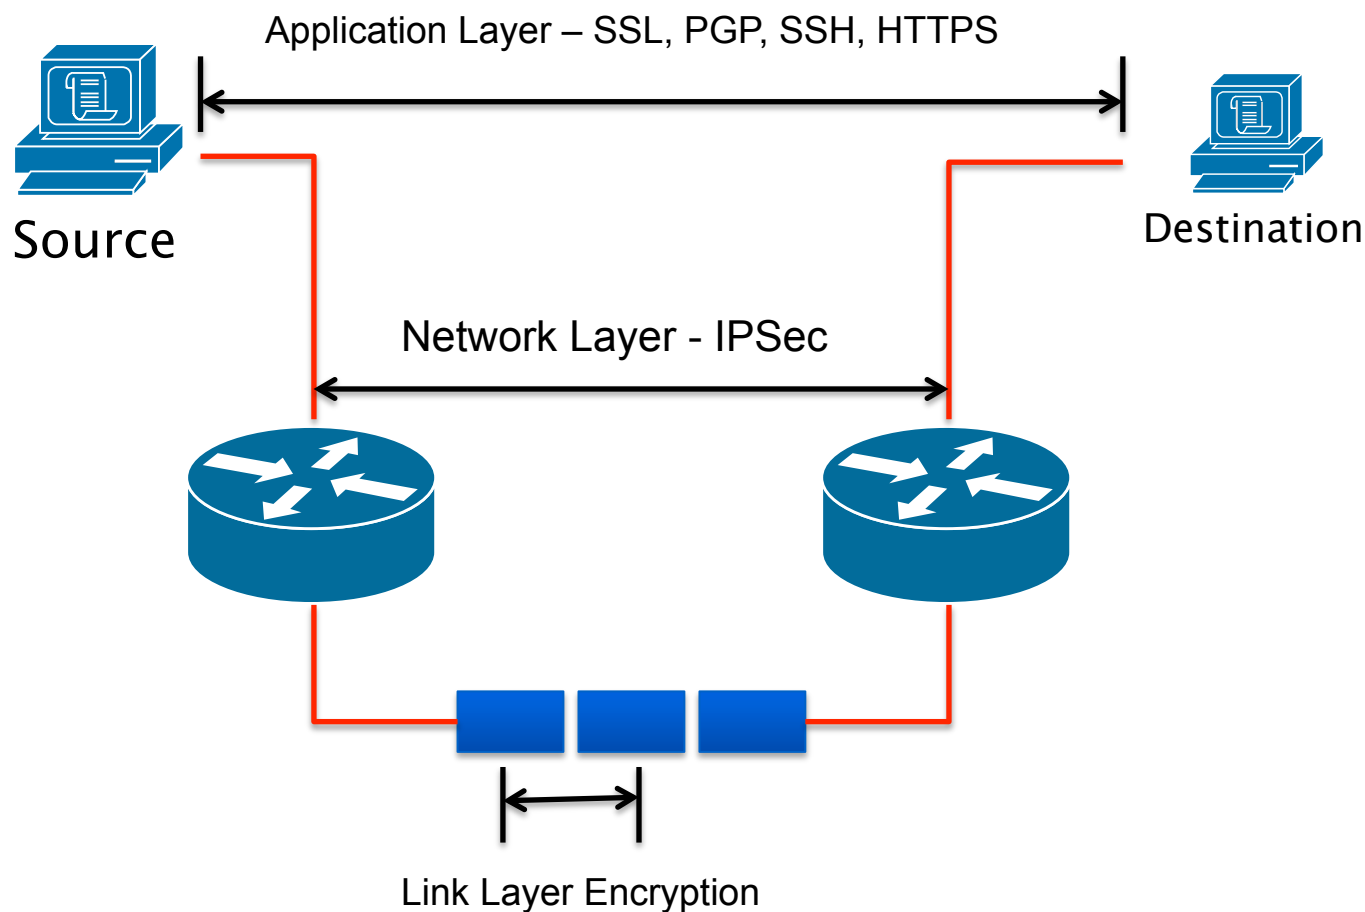 Application Layer – SSL, PGP, SSH, HTTPS
Source
Destination
Network Layer - IPSec
Link Layer Encryption